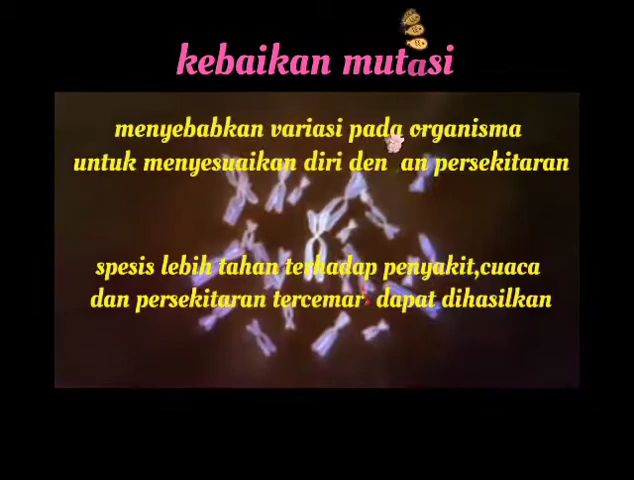 kebaikan mutasi
menyebabkan variasi pada organisma
untuk menyesuaikan diri den an persekitaran
spesis lebih tahan terhadap penyakit,cuaca
dan persekitaran tercemar dapat dihasilkan